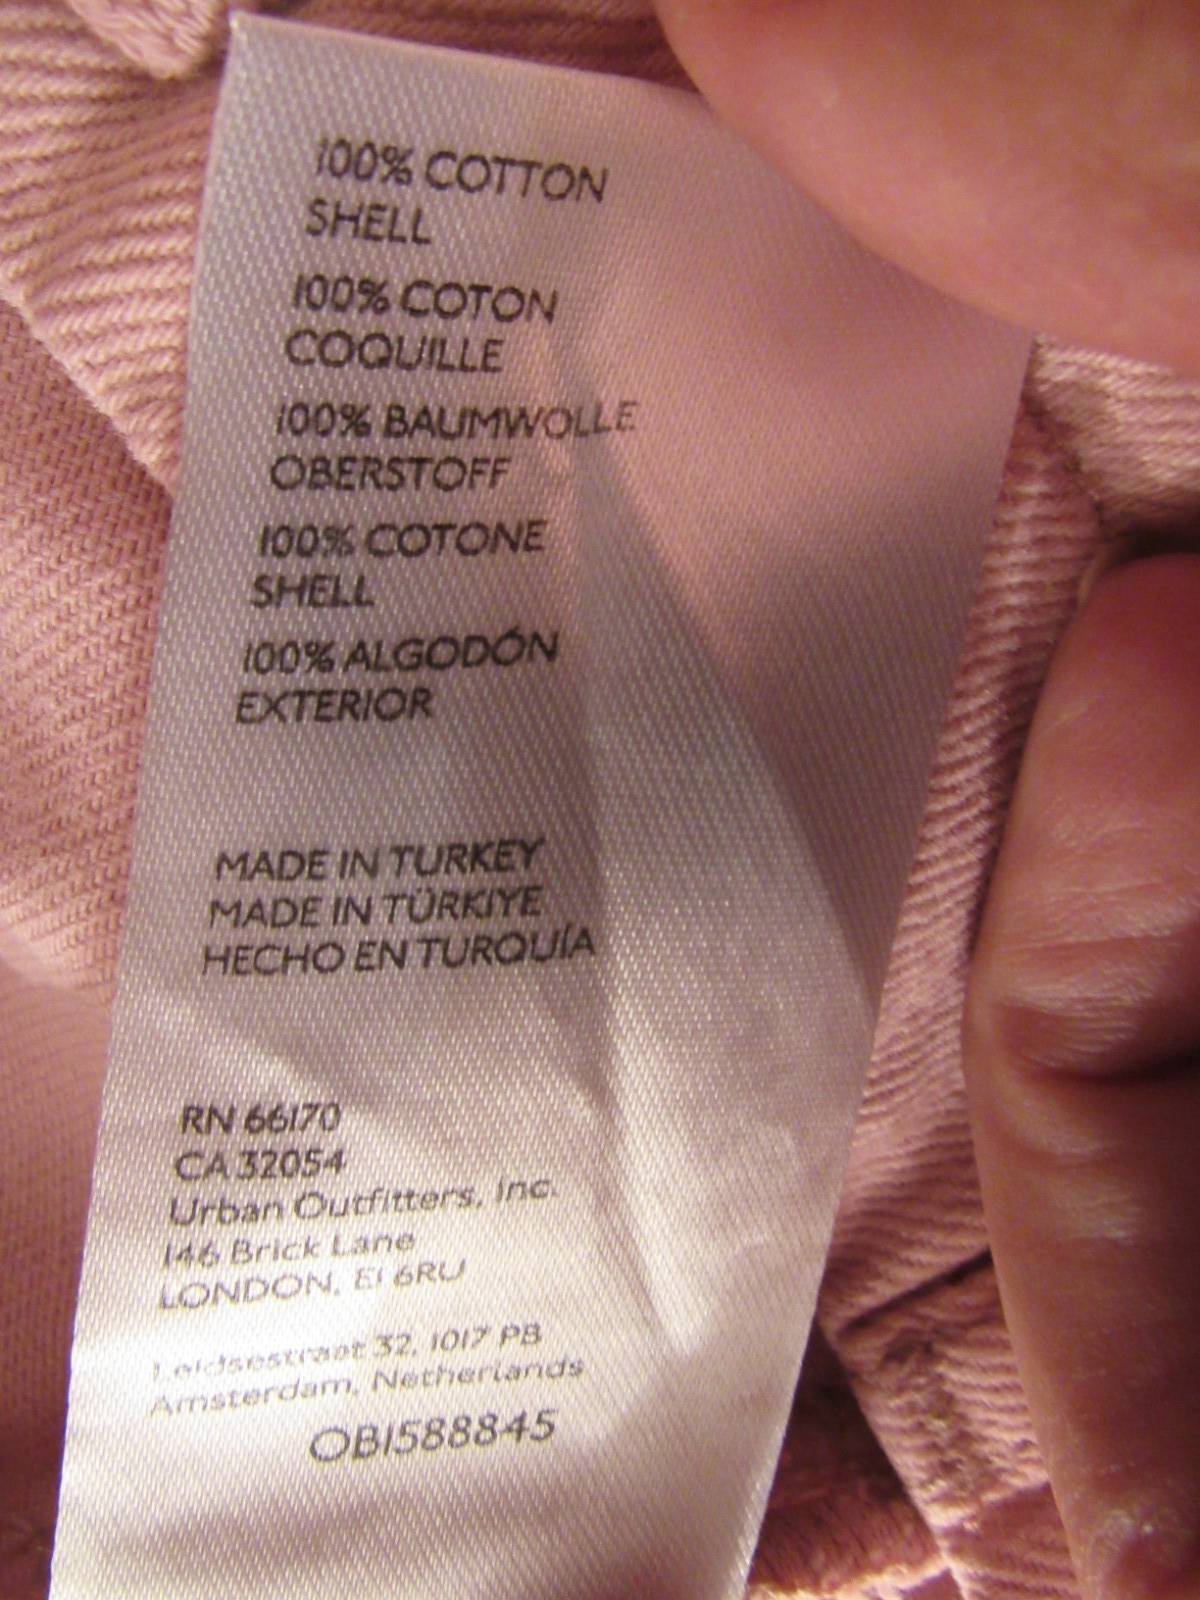 100% COTTON
SHELL
100% COTON
COQUILLE
100% BAUMWOLLE
OBERSTOFF
100% COTONE
SHELL
100% ALGODÓN
EXTERIOR
MADE IN TURKEY
MADE IN TÜRKIYE
HECHO EN TURQUÍA
RN 66170
CA 32054
Urban Outfitters, Inc.
146 Brick Lane
LONDON, E1 6RU
Leidsestraat 32, 1017 PB
Amsterdam, Netherlands
OB1588845